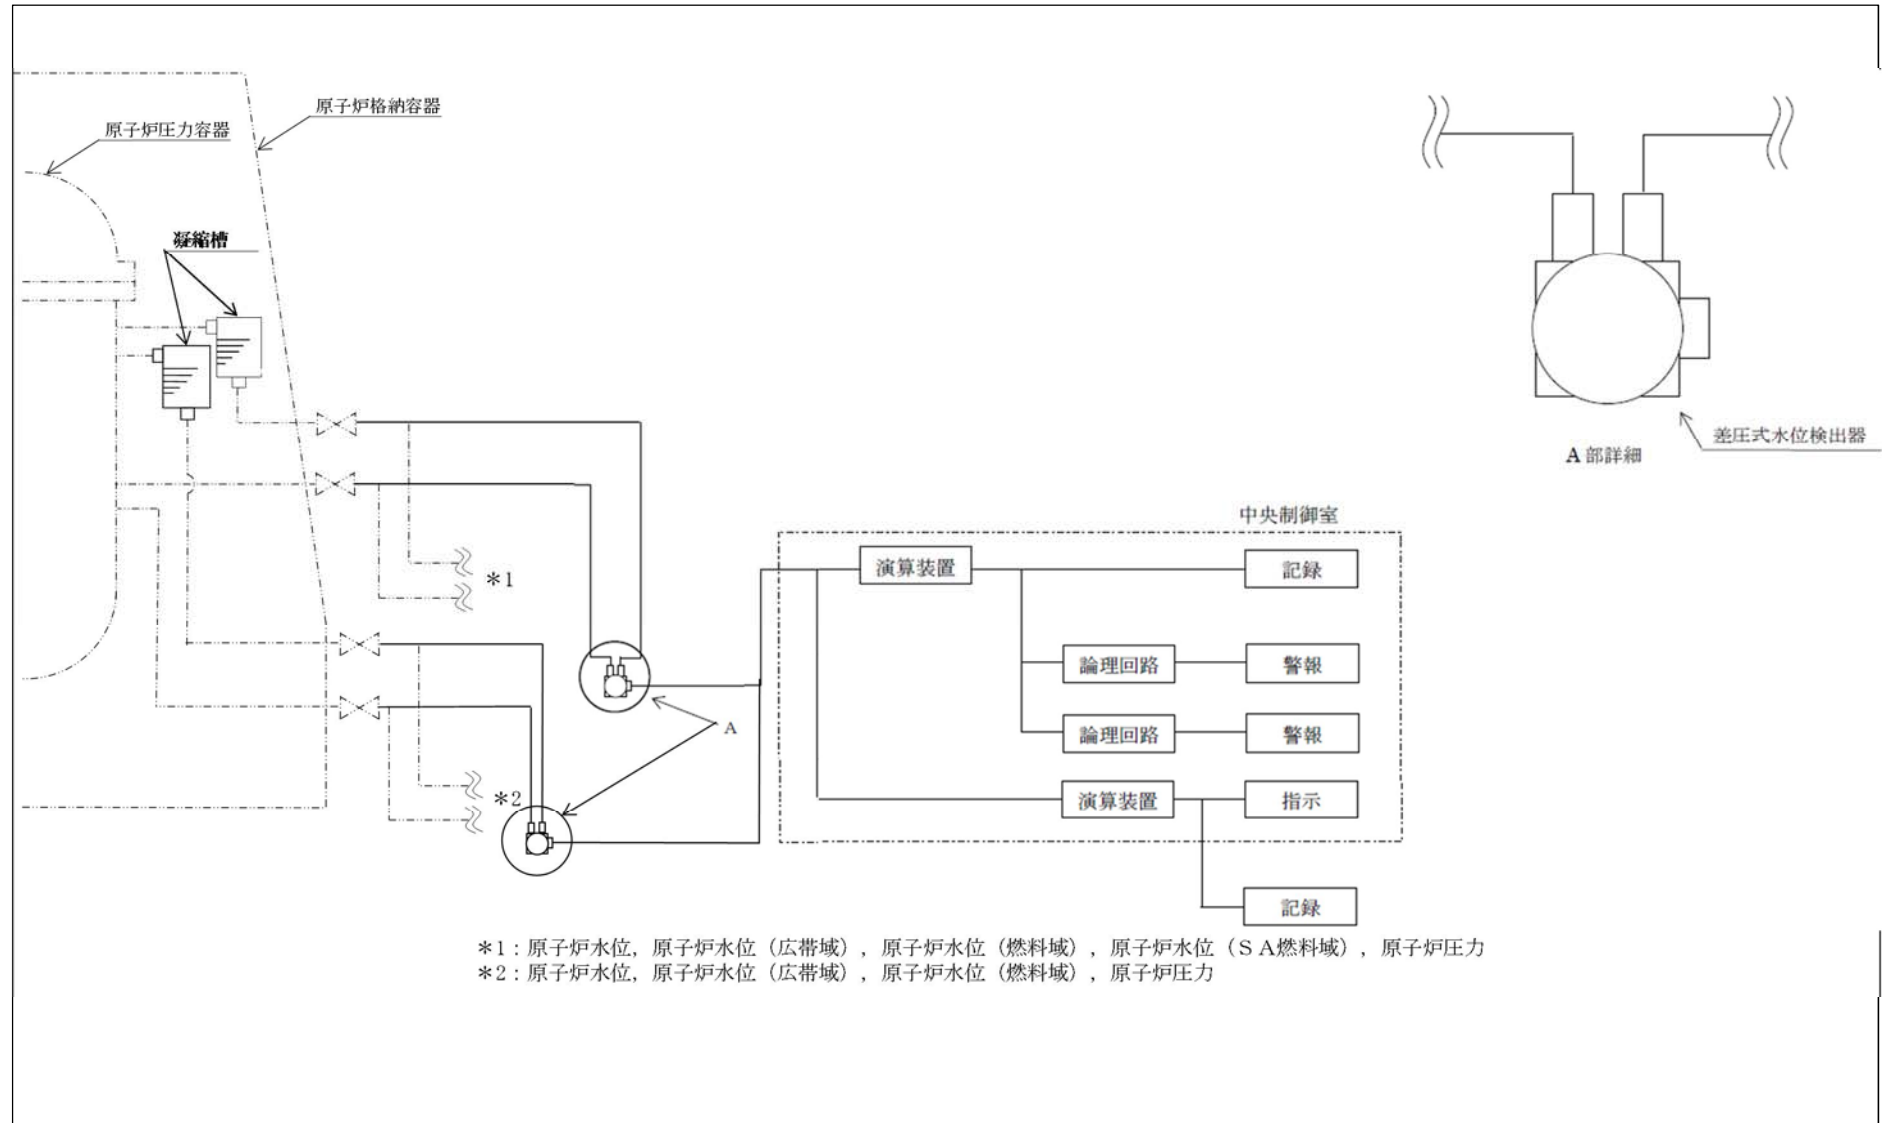 原子炉格納容器
原子炉圧力容器
凝縮槽
差圧式水位検出器
A 部詳細
中央制御室
演算装置
記録
＊1
論理回路
警報
A
論理回路
警報
＊2
演算装置
指示
記録
＊1：原子炉水位，原子炉水位（広帯域），原子炉水位（燃料域），原子炉水位（ＳＡ燃料域），原子炉圧力
＊2：原子炉水位，原子炉水位（広帯域），原子炉水位（燃料域），原子炉圧力